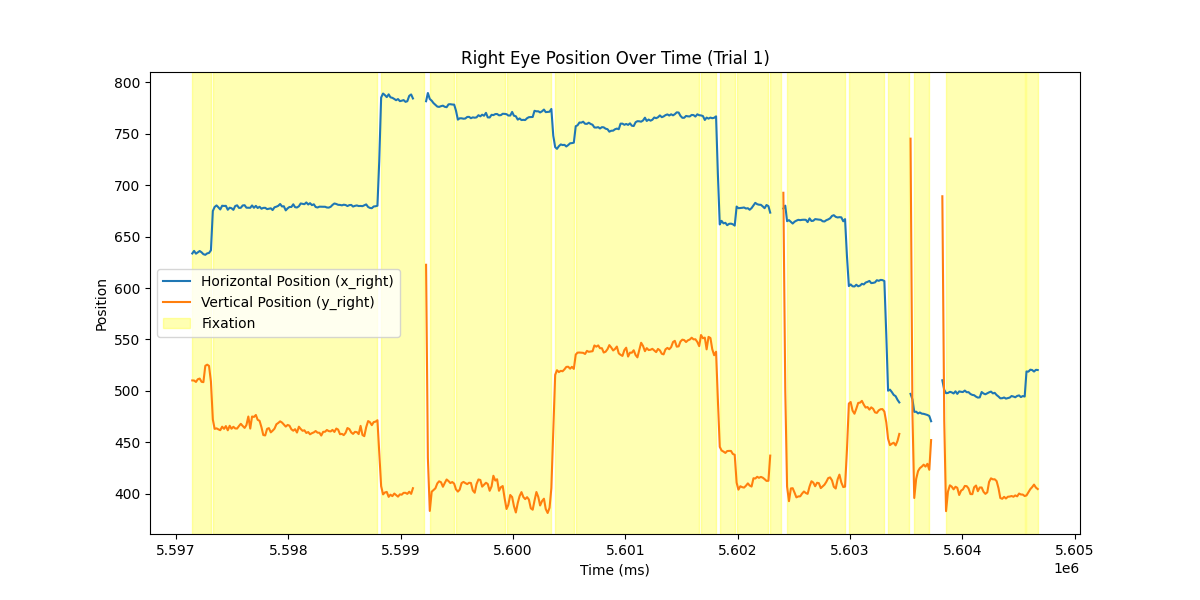 Right Eye Position Over Time (Trial 1)
800
750
700
650
600
550
500
450
400
Position
Horizontal Position (x_right)
Vertical Position (y_right)
Fixation
5.597 5.598 5.599 5.600 5.601 5.602 5.603 5.604 5.605
Time (ms)
1e6